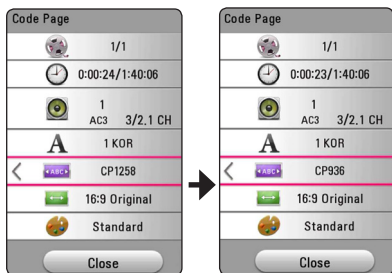 Code Page
1/1
0:00:24/1:40:06
1
AC3 3/2.1 CH
A 1 KOR
ABC CP1258
16:9 Original
Standard
Close
Code Page
1/1
0:00:23/1:40:06
1
AC3 3/2.1 CH
A 1 KOR
ABC CP936
16:9 Original
Standard
Close